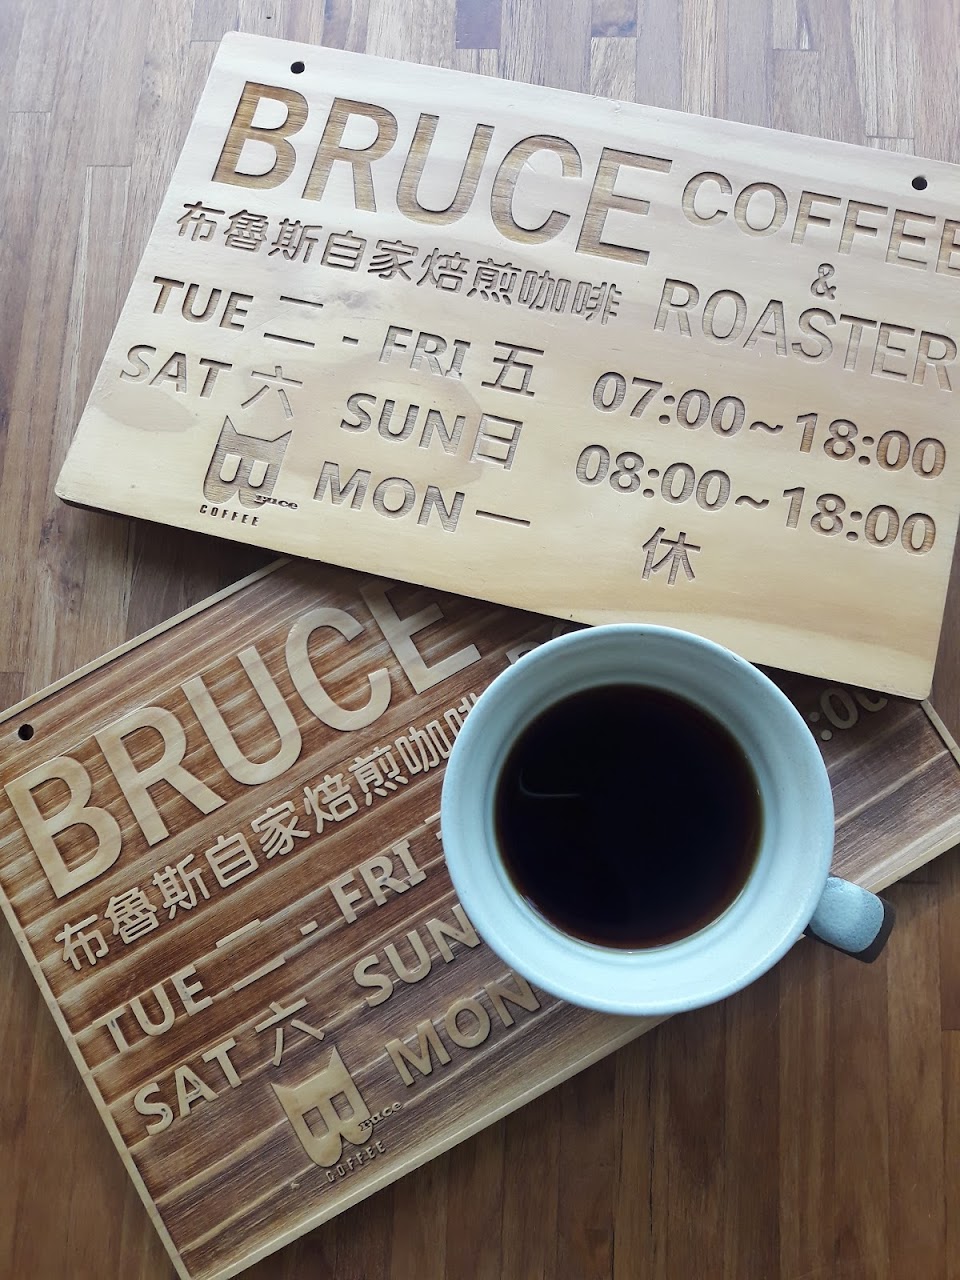 BRUCE COFFEE
& ROASTER
布魯斯自家焙煎咖啡
TUE 二 - FRI 五 07:00~18:00
SAT 六 SUN 日 08:00~18:00
MON 一 休
Bruce
COFFEE
BRUCE
布魯斯自家焙煎咖啡
TUE 二 - FRI
SAT 六 SUN
MON
Bruce
COFFEE